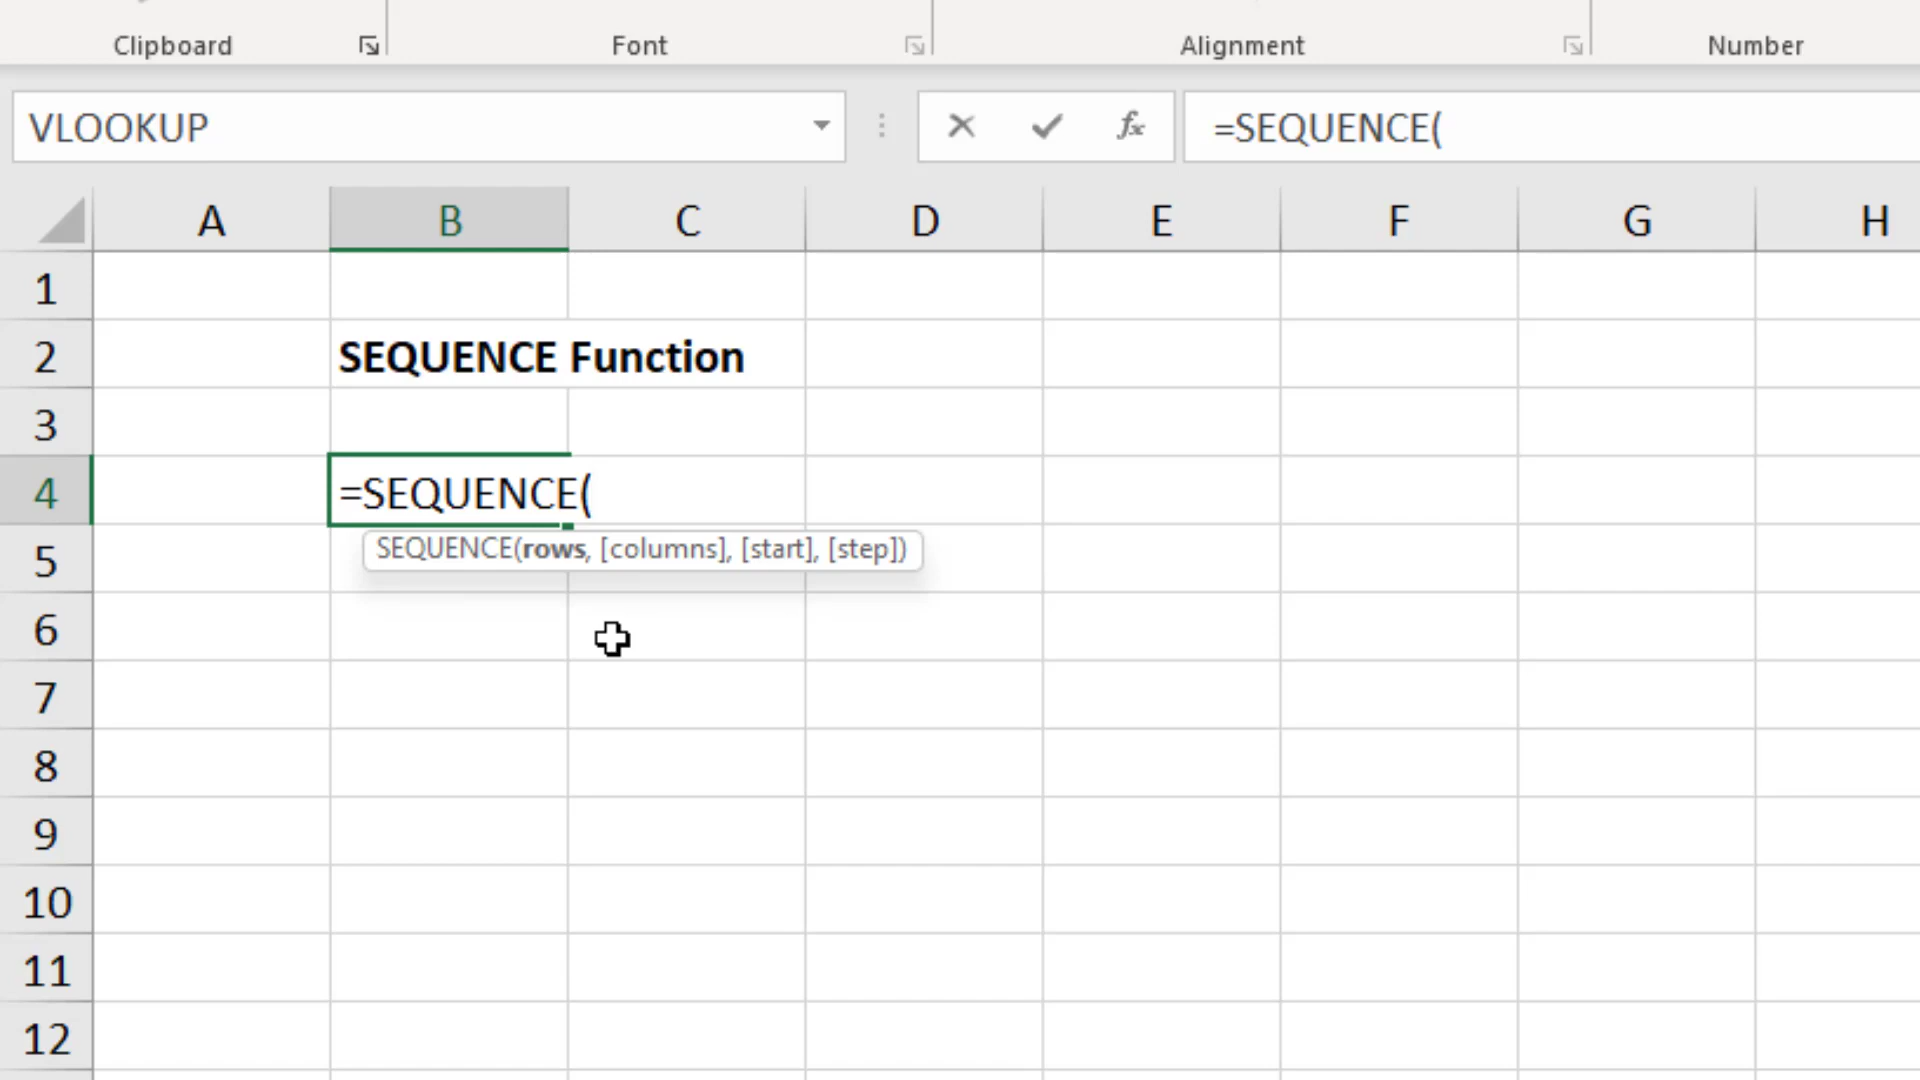 Clipboard Font Alignment Number
VLOOKUP fx =SEQUENCE(
A B C D E F G H
1
2 SEQUENCE Function
3
4 =SEQUENCE(
SEQUENCE(rows, [columns], [start], [step])
5
6
7
8
9
10
11
12